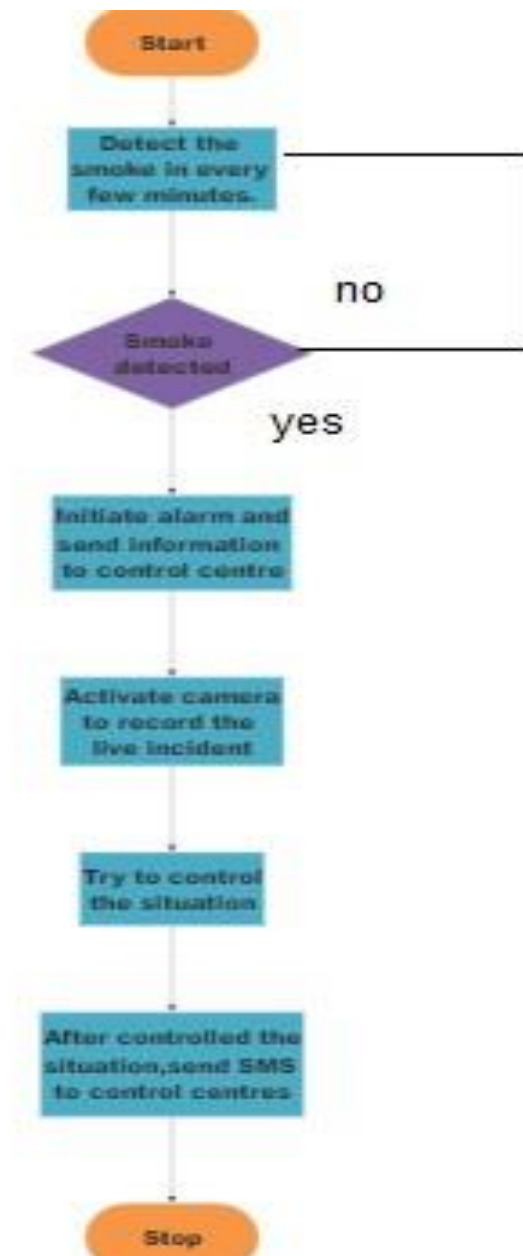 Start
Detect the
smoke in every
few minutes.
no
Smoke
detected
yes
Initiate alarm and
send information
to control centre
Activate camera
to record the
live incident
Try to control
the situation
After controlled the
situation,send SMS
to control centres
Stop